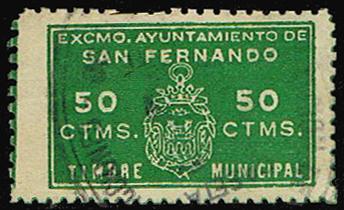 EXCMO. AYUNTAMIENTO DE
SAN FERNANDO
50 50
CTMS. CTMS.
TIMBRE MUNICIPAL